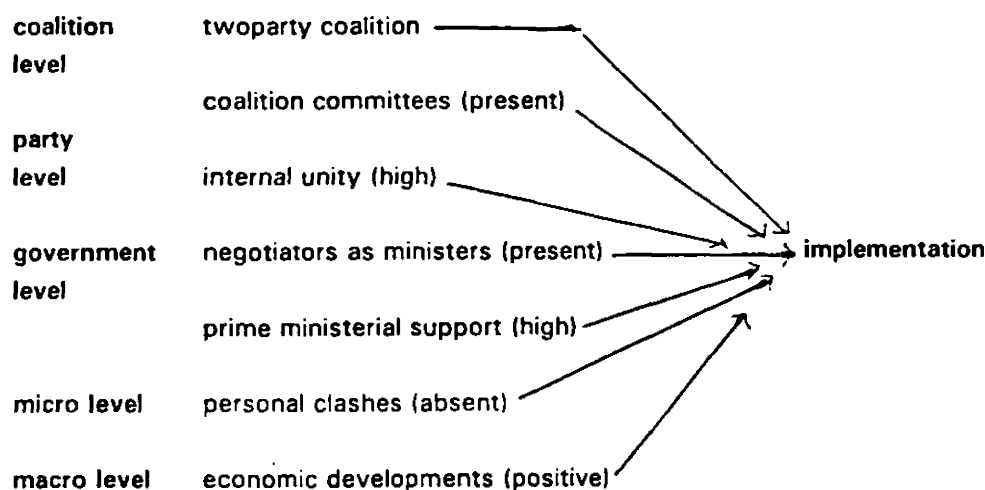 coalition twoparty coalition
level
coalition committees (present)
party
level internal unity (high)
government negotiators as ministers (present) implementation
level
prime ministerial support (high)
micro level personal clashes (absent)
macro level economic developments (positive)